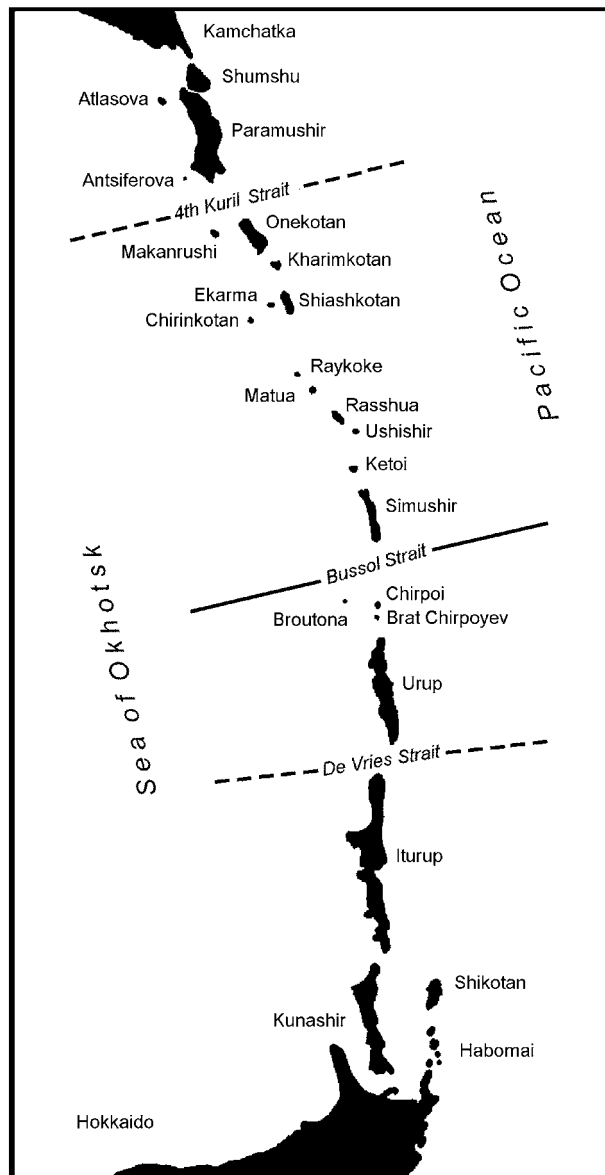 Kamchatka
Shumshu
Atlasova
Paramushir
Antsiferova
4th Kuril Strait
Onekotan
Makanrushi
Kharimkotan
Ekarma
Shiashkotan
Chirinkotan
Pacific Ocean
Raykoke
Matua
Rasshua
Ushishir
Ketoi
Simushir
Bussol Strait
Sea of Okhotsk
Chirpoi
Broutona
Brat Chirpoyev
Urup
De Vries Strait
Iturup
Shikotan
Kunashir
Habomai
Hokkaido